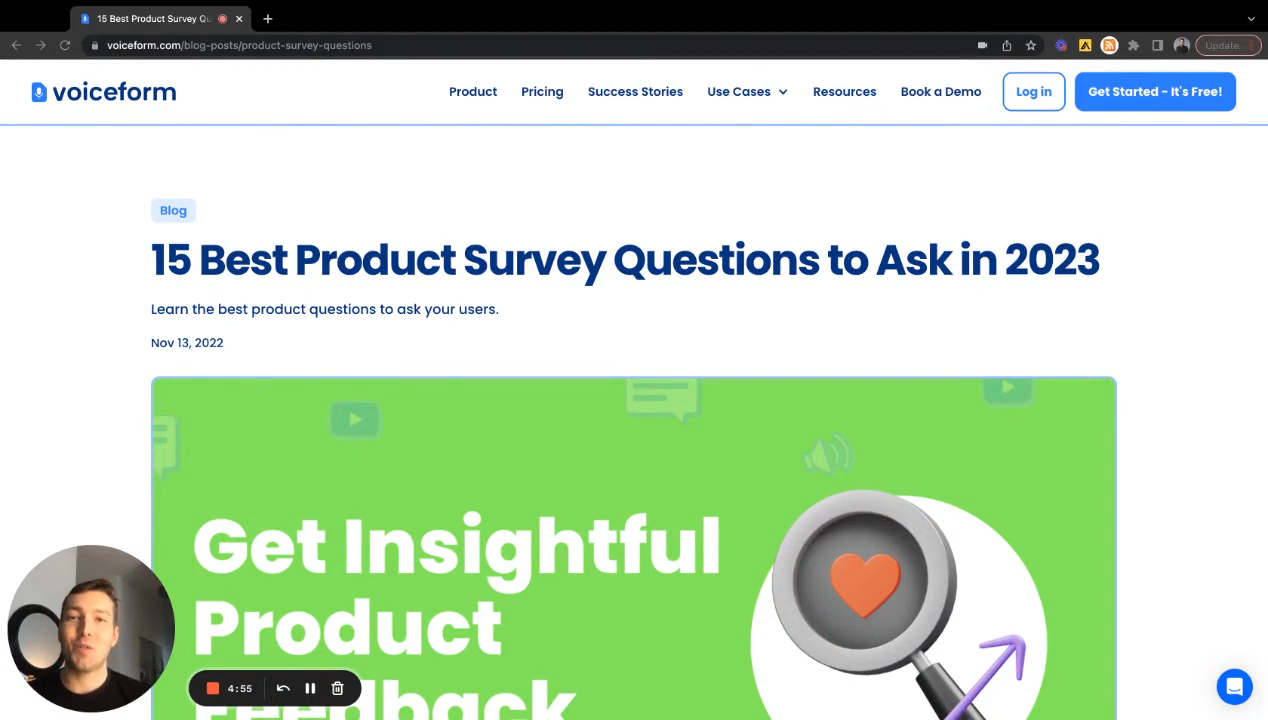 15 Best Product Survey Qu
voiceform.com/blog-posts/product-survey-questions
Update
voiceform
Product
Pricing
Success Stories
Use Cases
Resources
Book a Demo
Log in
Get Started - It's Free!
Blog
15 Best Product Survey Questions to Ask in 2023
Learn the best product questions to ask your users.
Nov 13, 2022
Get Insightful
Product
Feedback
4:55